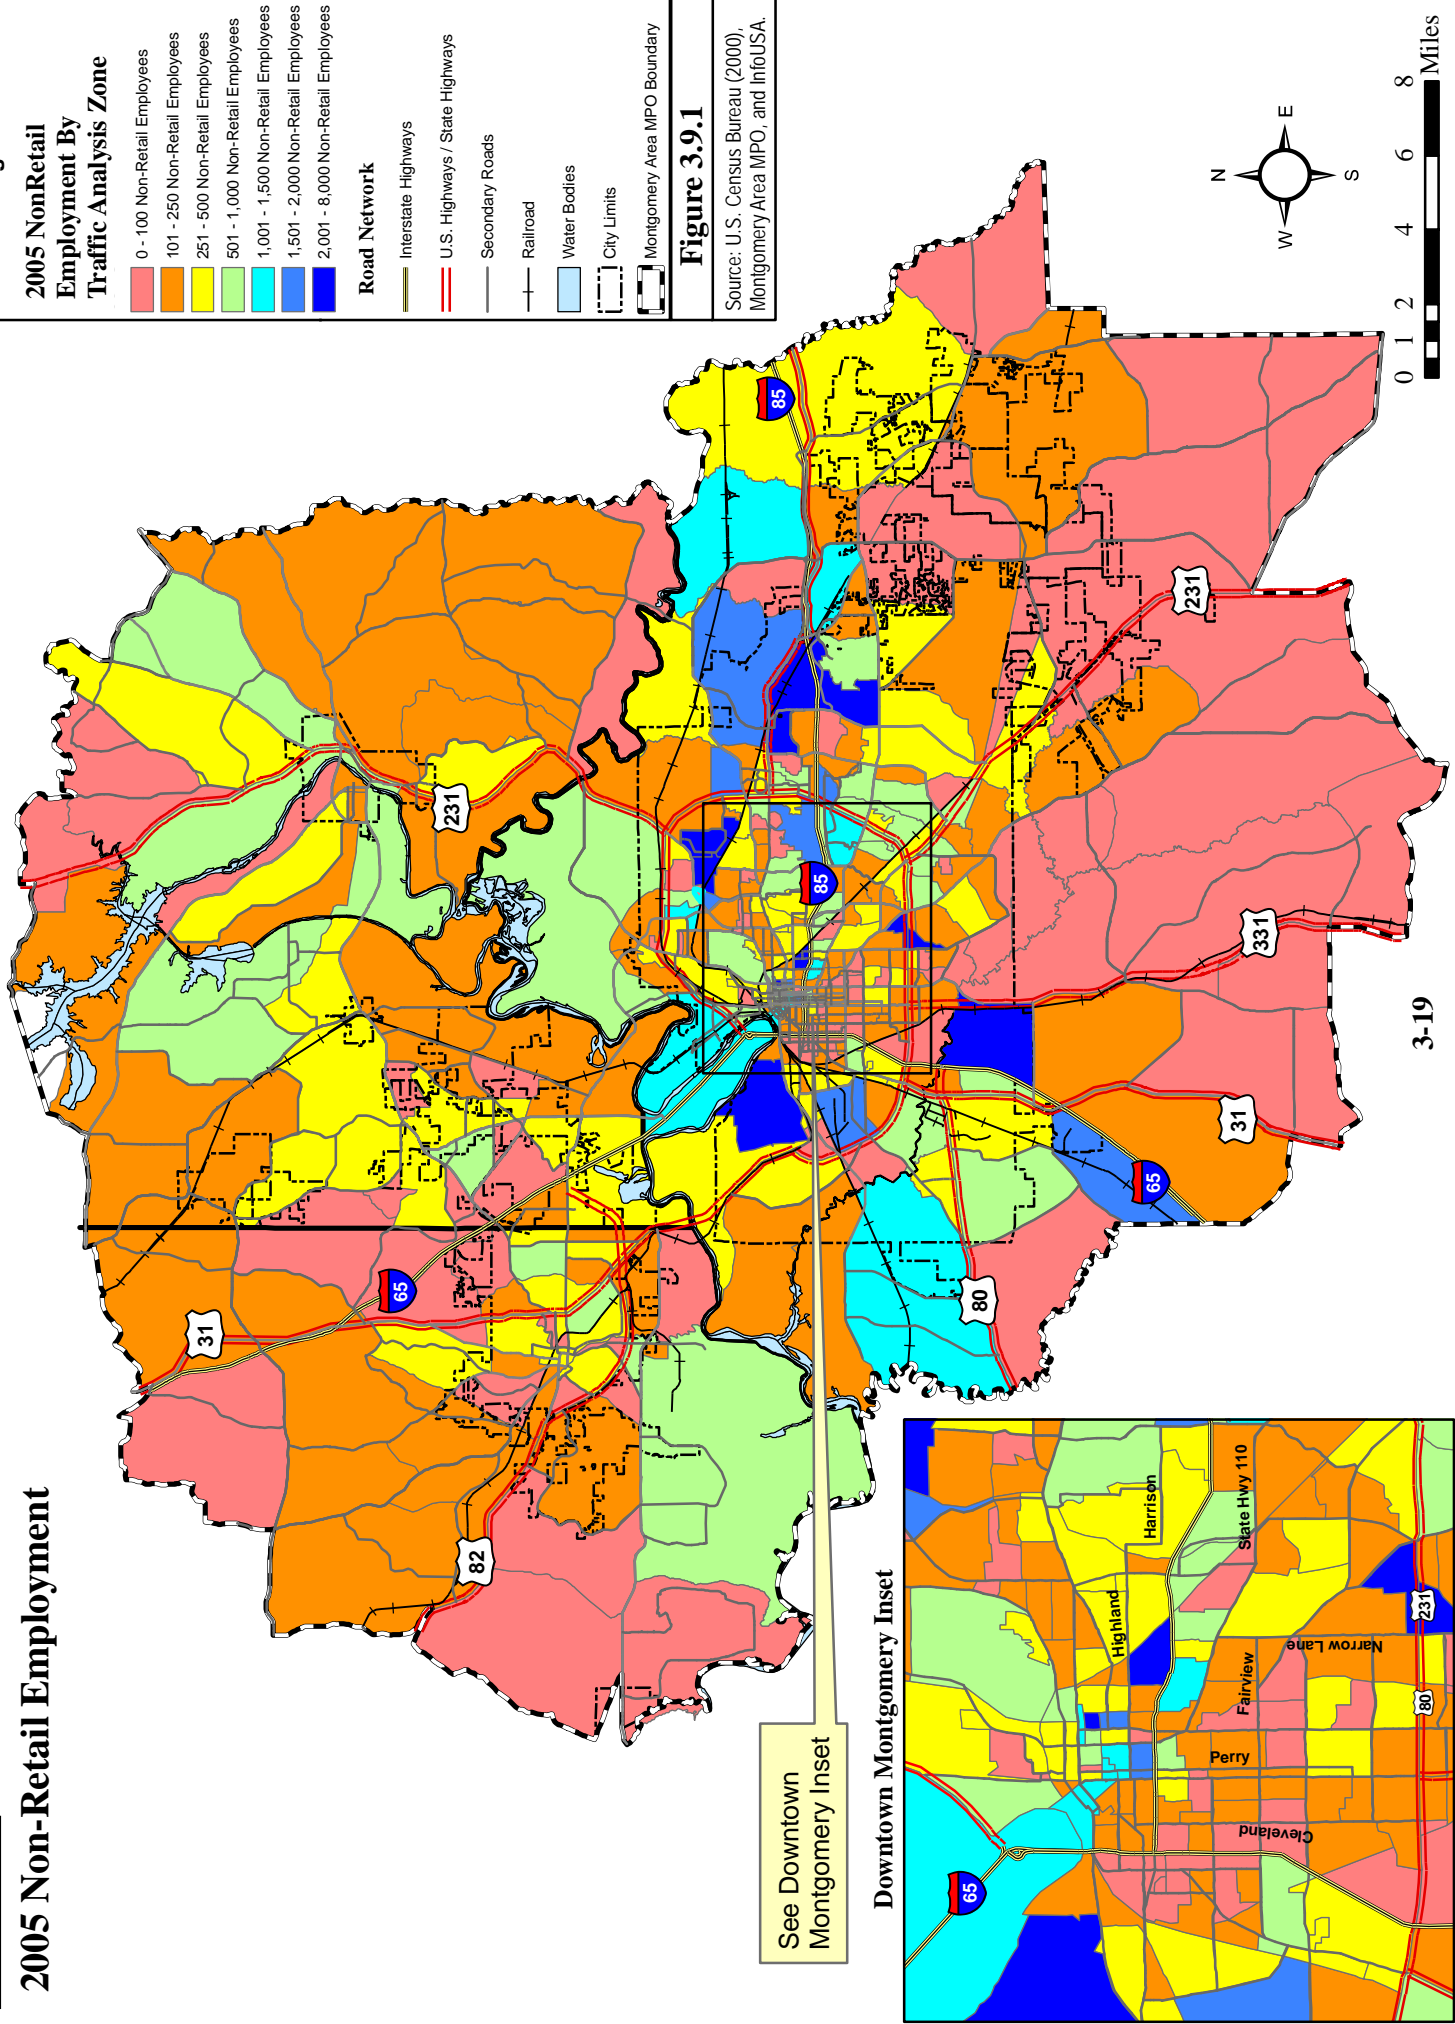 2005 Non-Retail Employment
2005 NonRetail
Employment By
Traffic Analysis Zone
0 - 100 Non-Retail Employees
101 - 250 Non-Retail Employees
251 - 500 Non-Retail Employees
501 - 1,000 Non-Retail Employees
1,001 - 1,500 Non-Retail Employees
1,501 - 2,000 Non-Retail Employees
2,001 - 8,000 Non-Retail Employees
Road Network
Interstate Highways
U.S. Highways / State Highways
Secondary Roads
Railroad
Water Bodies
City Limits
Montgomery Area MPO Boundary
Figure 3.9.1
Source: U.S. Census Bureau (2000),
Montgomery Area MPO, and InfoUSA.
31
65
82
231
85
85
231
331
31
65
80
See Downtown
Montgomery Inset
Downtown Montgomery Inset
65
Highland
Harrison
State Hwy 110
Fairview
Narrow Lane
Perry
Cleveland
80
231
N
W
E
S
0 1 2 4 6 8
Miles
3-19